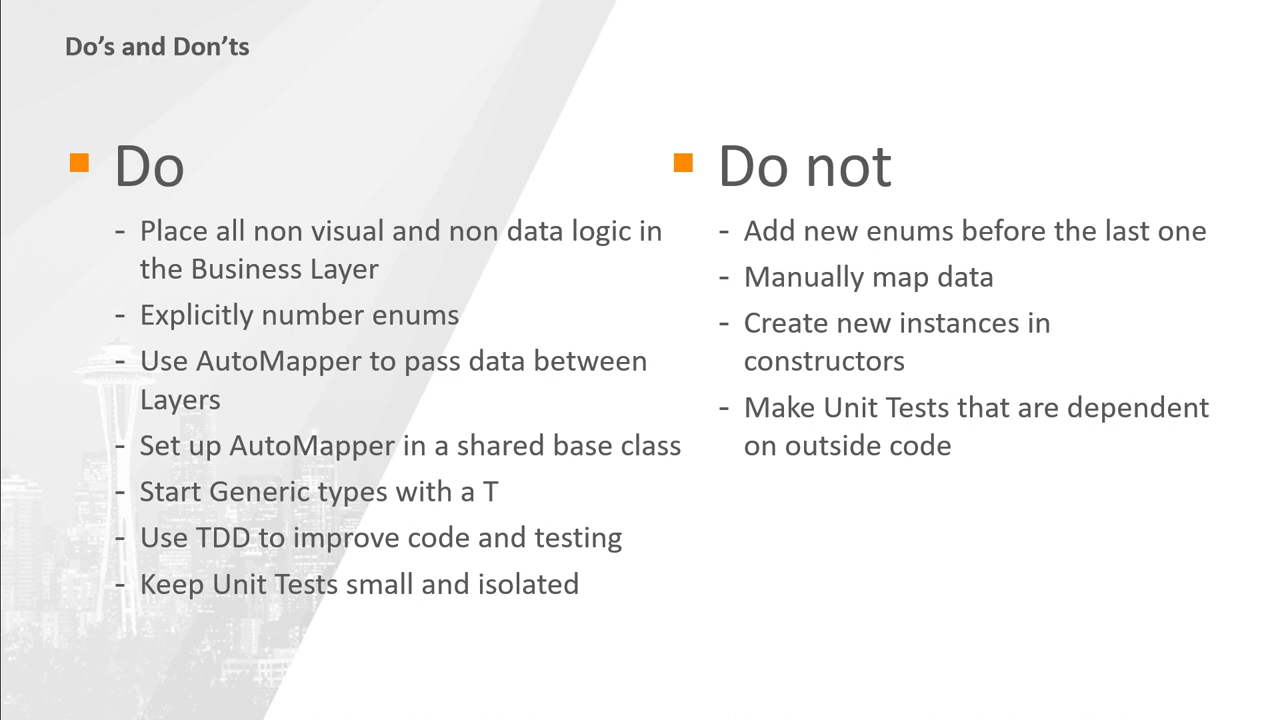 Do’s and Don’ts
Do
- Place all non visual and non data logic in
the Business Layer
- Explicitly number enums
- Use AutoMapper to pass data between
Layers
- Set up AutoMapper in a shared base class
- Start Generic types with a T
- Use TDD to improve code and testing
- Keep Unit Tests small and isolated
Do not
- Add new enums before the last one
- Manually map data
- Create new instances in
constructors
- Make Unit Tests that are dependent
on outside code